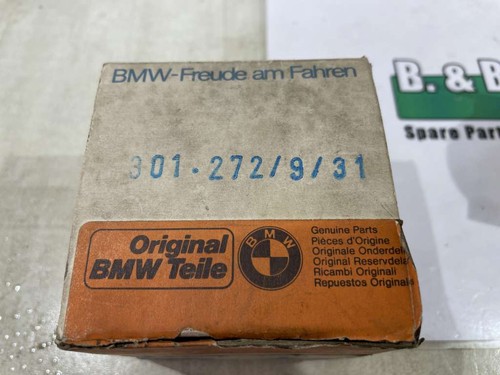 BMW-Freude am Fahren
301-272/9/31
Original
BMW Teile
BMW
Genuine Parts
Pièces d'Origine
Originale Onderdel
Original Reservdela
Ricambi Originali
Repuestos Originale
B. & B
Spare Part